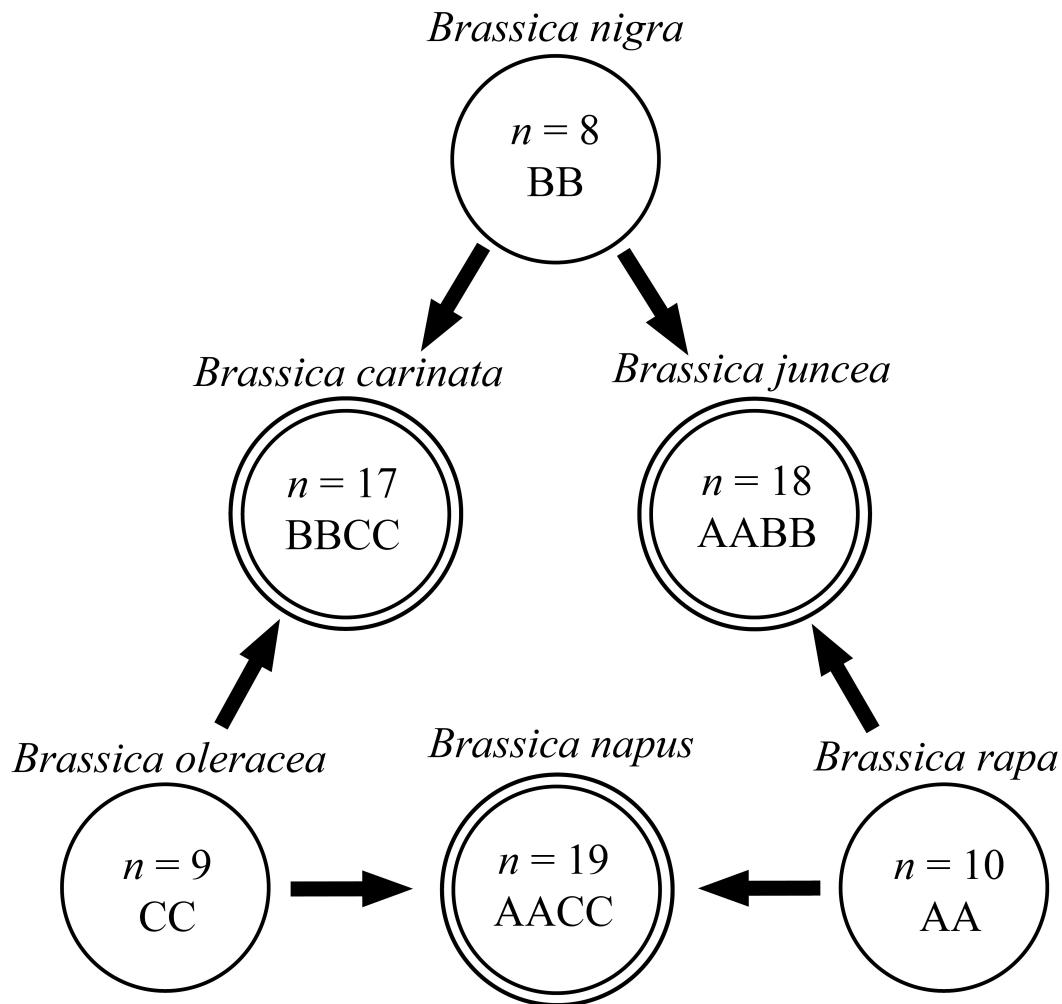 Brassica nigra
n = 8
BB
Brassica carinata
n = 17
BBCC
Brassica juncea
n = 18
AABB
Brassica oleracea
n = 9
CC
Brassica napus
n = 19
AACC
Brassica rapa
n = 10
AA